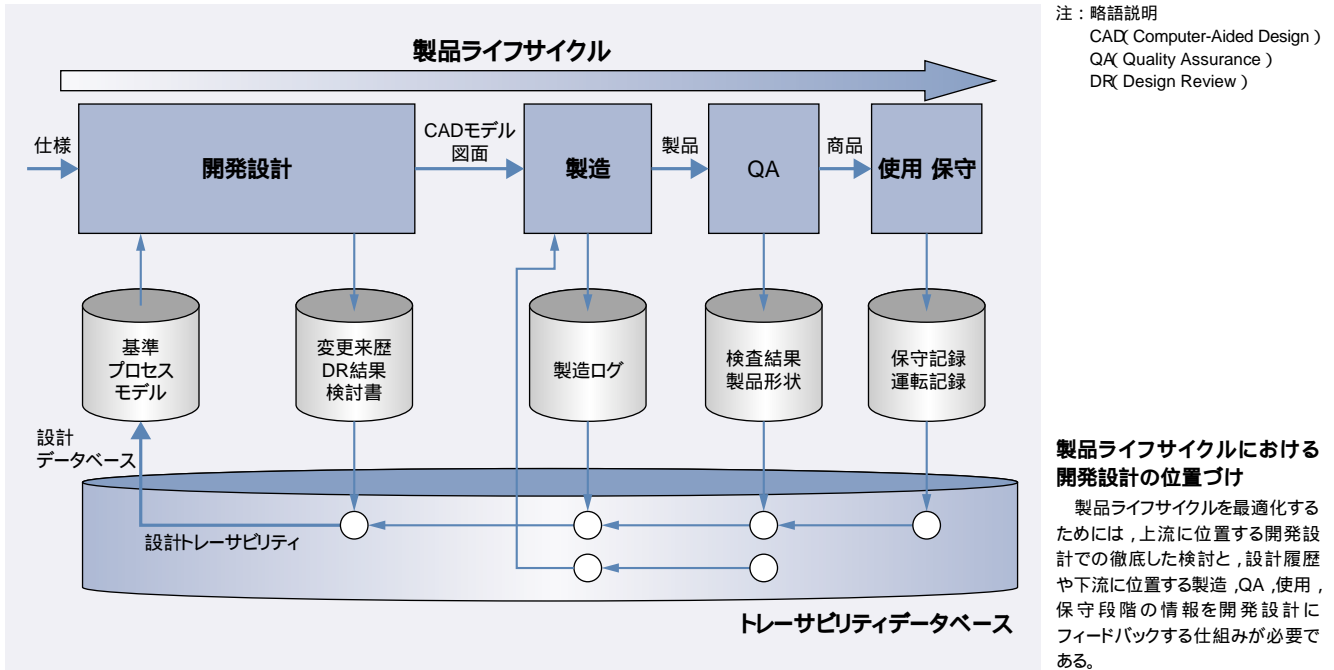 製品ライフサイクル
仕様
開発設計
CADモデル
図面
製造
製品
QA
商品
使用 保守
基準
プロセス
モデル
変更来歴
DR結果
検討書
製造ログ
検査結果
製品形状
保守記録
運転記録
設計
データベース
設計トレーサビリティ
トレーサビリティデータベース
注：略語説明
CAD( Computer-Aided Design )
QA( Quality Assurance )
DR( Design Review )
製品ライフサイクルにおける
開発設計の位置づけ
製品ライフサイクルを最適化する
ためには，上流に位置する開発設
計での徹底した検討と，設計履歴
や下流に位置する製造，QA，使用，
保守段階の情報を開発設計に
フィードバックする仕組みが必要で
ある。